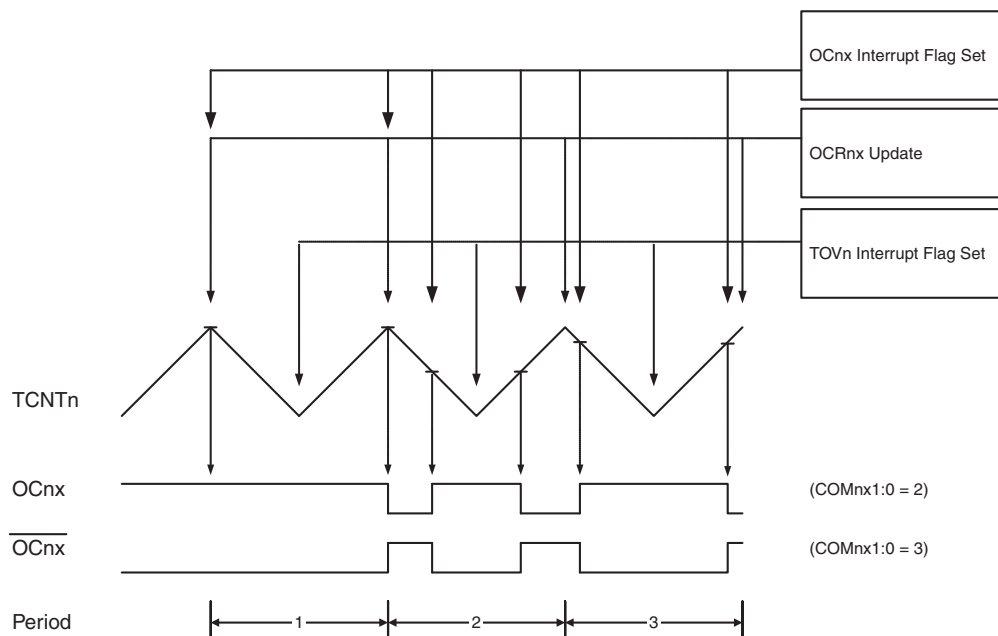 OCnx Interrupt Flag Set
OCRnx Update
TOVn Interrupt Flag Set
TCNTn
OCnx
(COMnx1:0 = 2)
OCnx
(COMnx1:0 = 3)
Period
1
2
3